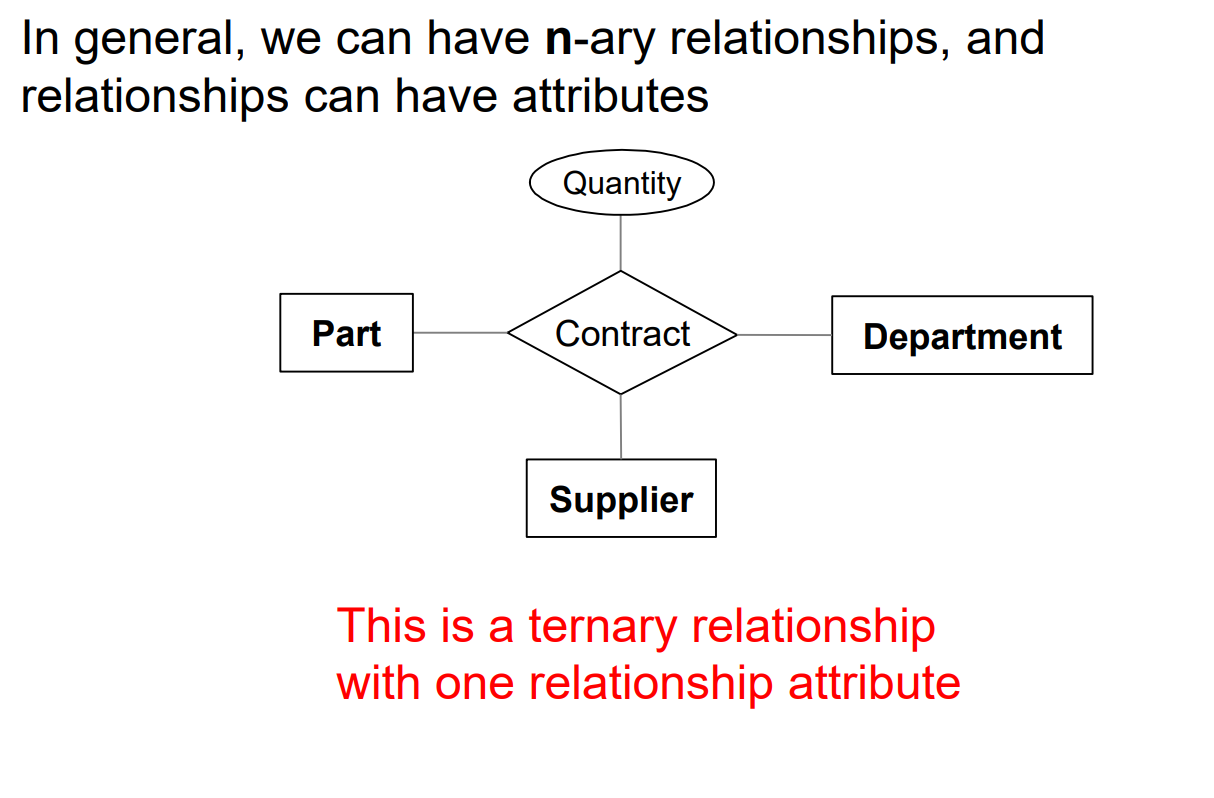 In general, we can have n-ary relationships, and
relationships can have attributes
Quantity
Part
Contract
Department
Supplier
This is a ternary relationship
with one relationship attribute